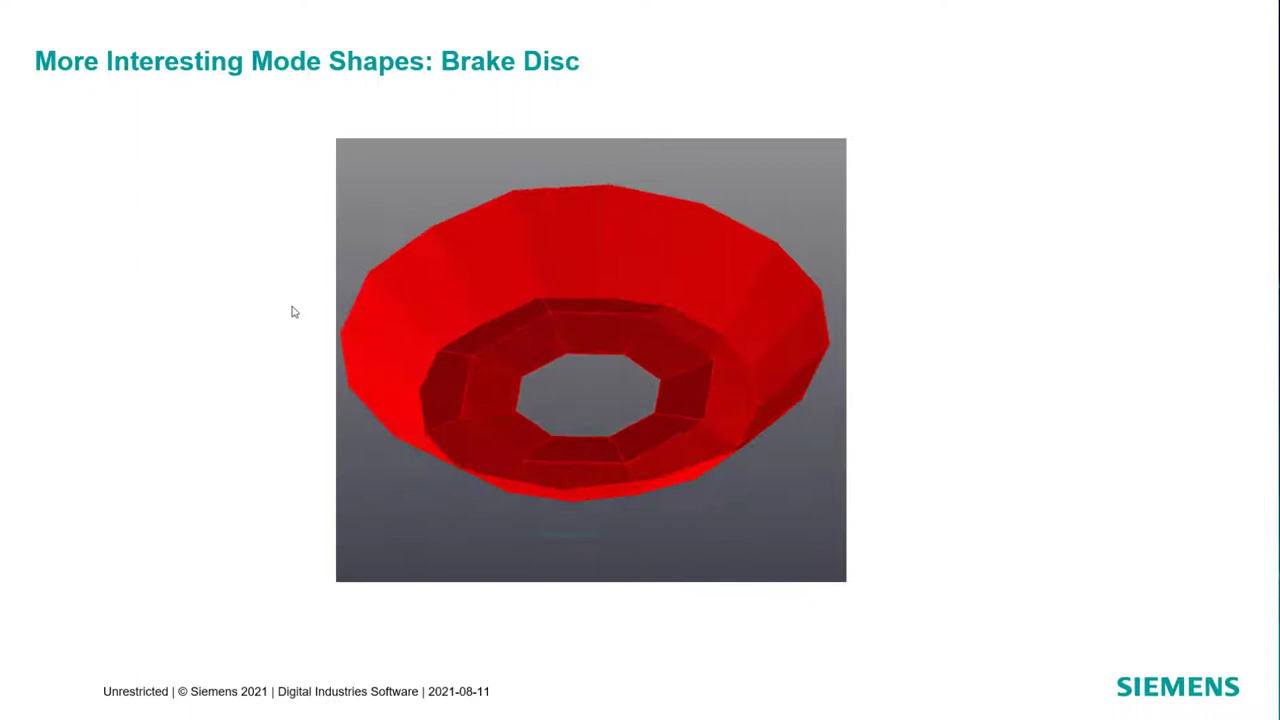 More Interesting Mode Shapes: Brake Disc
Unrestricted | © Siemens 2021 | Digital Industries Software | 2021-08-11
SIEMENS